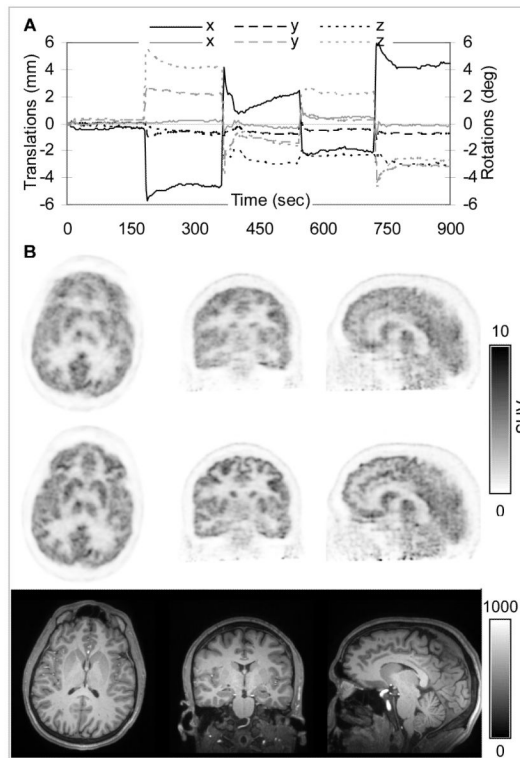 A
x y z
x y z
6 6
4 4
2 2
0 0
-2 -2
-4 -4
-6 -6
Translations (mm)
Rotations (deg)
Time (sec)
0 150 300 450 600 750 900
B
10
SUV
0
1000
0